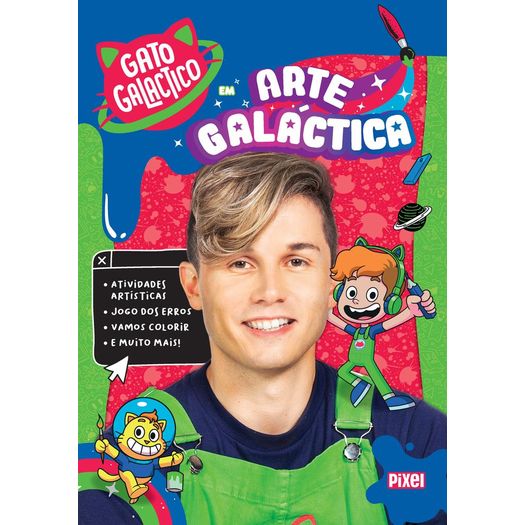 GATO
GALÁCTICO
EM
ARTE
GALÁCTICA
• ATIVIDADES
ARTÍSTICAS
• JOGO DOS ERROS
• VAMOS COLORIR
• E MUITO MAIS!
PIXEL